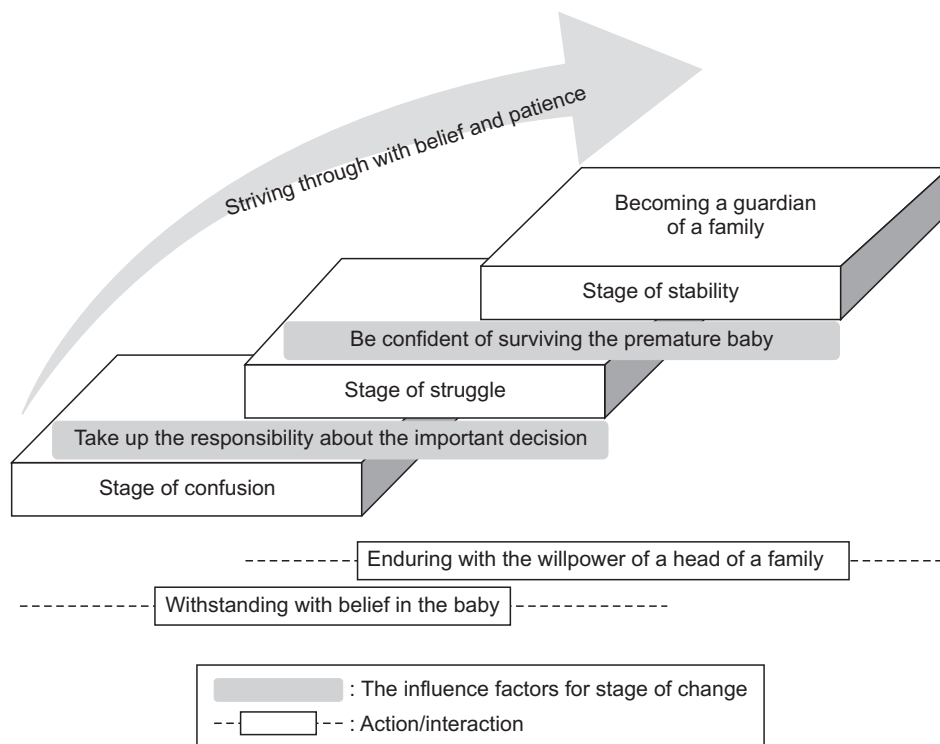 Striving through with belief and patience
Becoming a guardian
of a family
Stage of stability
Be confident of surviving the premature baby
Stage of struggle
Take up the responsibility about the important decision
Stage of confusion
Enduring with the willpower of a head of a family
Withstanding with belief in the baby
: The influence factors for stage of change
: Action/interaction